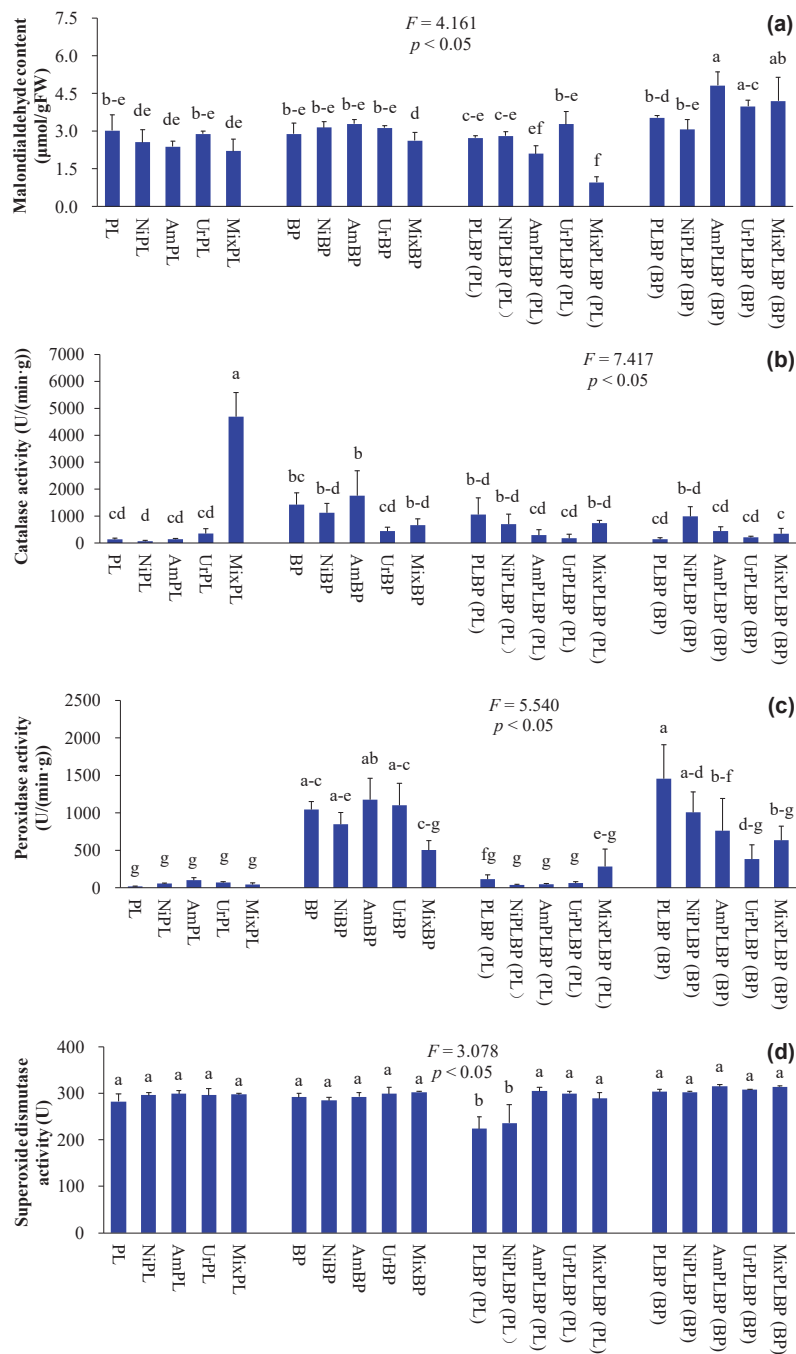 (a)
F = 4.161
p < 0.05
Malondialdehyde content
(μmol/gFW)
7.5
6.0
4.5
3.0
1.5
0.0
b-e de de b-e de b-e b-e b-e b-e d c-e c-e ef b-e f b-d b-e a a-c ab
PL NiPL AmPL UrPL MixPL BP NiBP AmBP UrBP MixBP PLBP (PL) NiPLBP (PL) AmPLBP (PL) UrPLBP (PL) MixPLBP (PL) PLBP (BP) NiPLBP (BP) AmPLBP (BP) UrPLBP (BP) MixPLBP (BP)
(b)
F = 7.417
p < 0.05
Catalase activity (U/(min·g))
7000
6000
5000
4000
3000
2000
1000
0
cd d cd cd a bc b-d b cd b-d b-d b-d cd cd b-d cd b-d cd cd c
PL NiPL AmPL UrPL MixPL BP NiBP AmBP UrBP MixBP PLBP (PL) NiPLBP (PL) AmPLBP (PL) UrPLBP (PL) MixPLBP (PL) PLBP (BP) NiPLBP (BP) AmPLBP (BP) UrPLBP (BP) MixPLBP (BP)
(c)
F = 5.540
p < 0.05
Peroxidase activity
(U/(min·g))
2500
2000
1500
1000
500
0
g g g g g a-c a-e ab a-c c-g fg g g g e-g a a-d b-f d-g b-g
PL NiPL AmPL UrPL MixPL BP NiBP AmBP UrBP MixBP PLBP (PL) NiPLBP (PL) AmPLBP (PL) UrPLBP (PL) MixPLBP (PL) PLBP (BP) NiPLBP (BP) AmPLBP (BP) UrPLBP (BP) MixPLBP (BP)
(d)
F = 3.078
p < 0.05
Superoxide dismutase
activity (U)
400
300
200
100
0
a a a a a a a a a a b b a a a a a a a a
PL NiPL AmPL UrPL MixPL BP NiBP AmBP UrBP MixBP PLBP (PL) NiPLBP (PL) AmPLBP (PL) UrPLBP (PL) MixPLBP (PL) PLBP (BP) NiPLBP (BP) AmPLBP (BP) UrPLBP (BP) MixPLBP (BP)